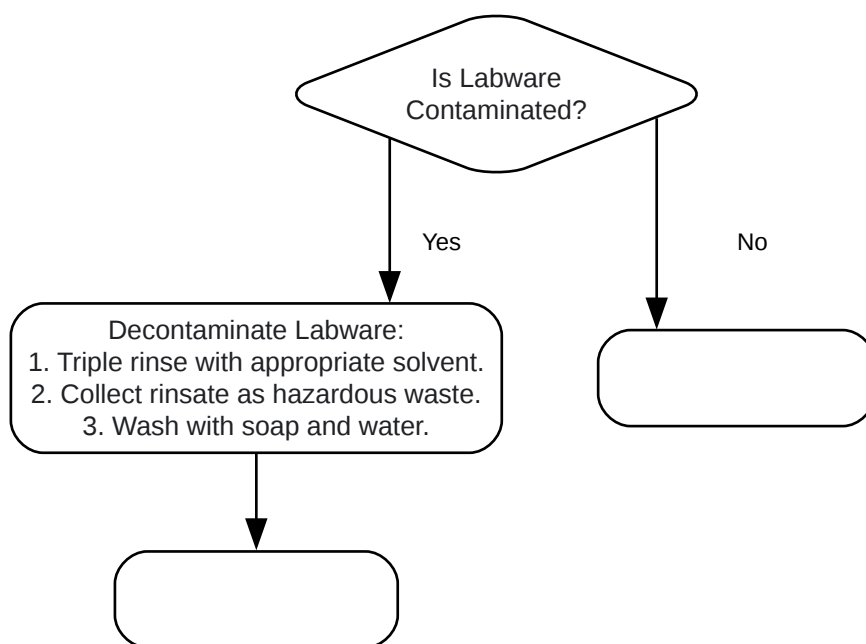 Is Labware
Contaminated?
Yes
No
Decontaminate Labware:
1. Triple rinse with appropriate solvent.
2. Collect rinsate as hazardous waste.
3. Wash with soap and water.